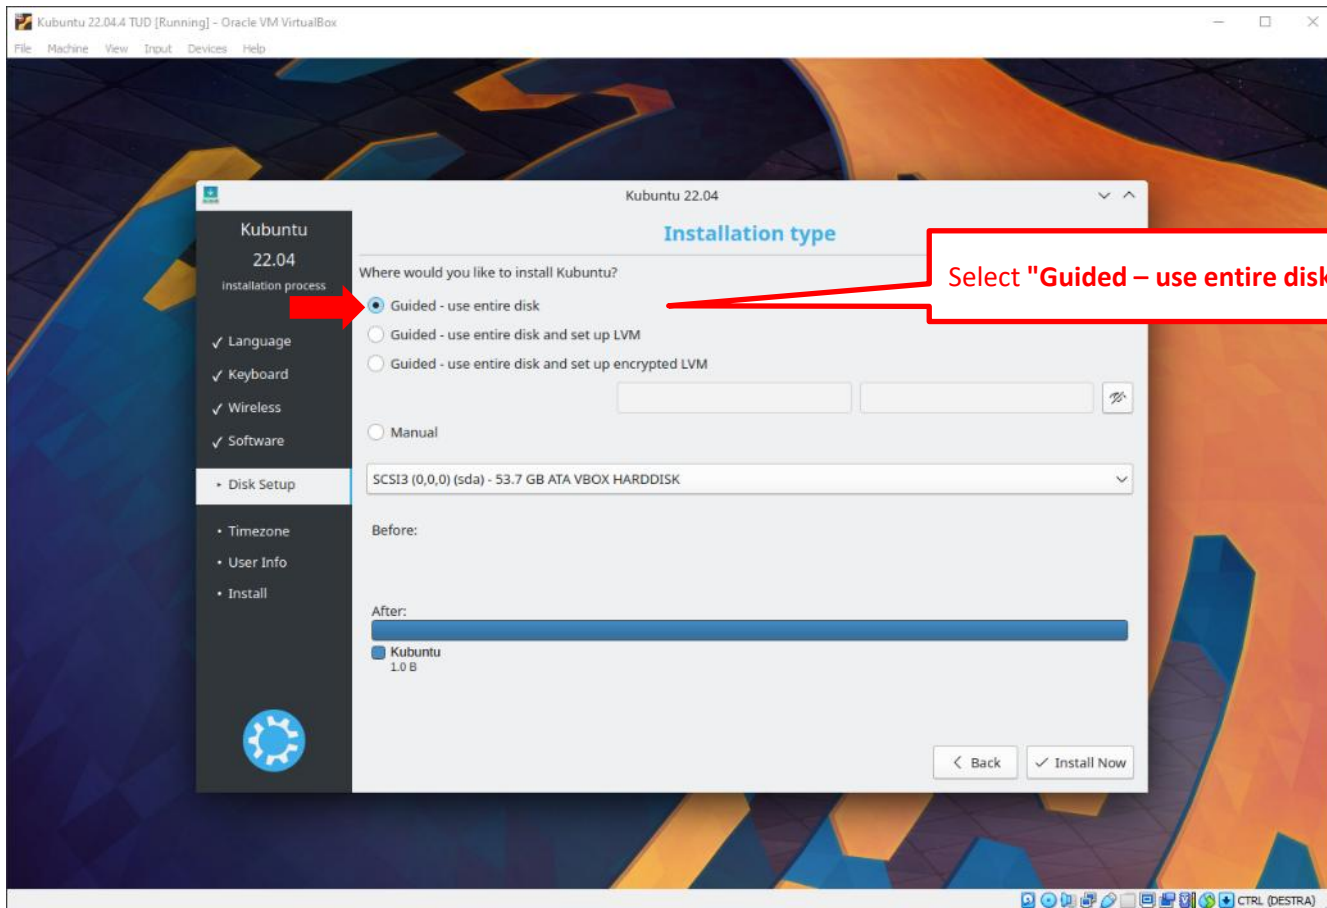 Kubuntu 22.04.4 TUD [Running] - Oracle VM VirtualBox
File Machine View Input Devices Help
Kubuntu 22.04
Kubuntu
22.04
installation process
✓ Language
✓ Keyboard
✓ Wireless
✓ Software
Disk Setup
• Timezone
• User Info
• Install
Installation type
Where would you like to install Kubuntu?
Select "Guided – use entire disk
Guided - use entire disk
Guided - use entire disk and set up LVM
Guided - use entire disk and set up encrypted LVM
Manual
SCSI3 (0,0,0) (sda) - 53.7 GB ATA VBOX HARDDISK
Before:
After:
Kubuntu
1.0 B
Back
Install Now
CTRL (DESTRA)